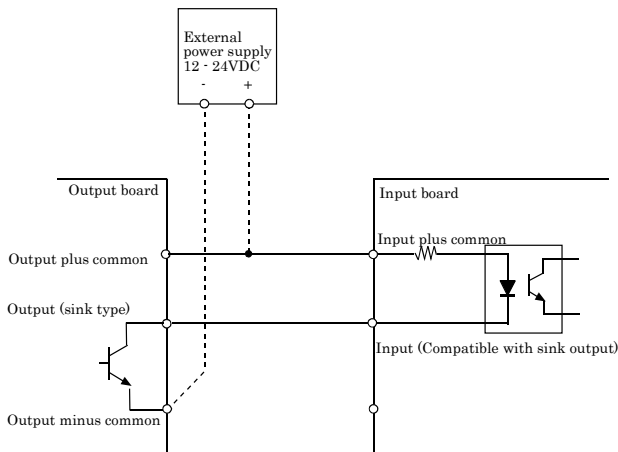 External
power supply
12 - 24VDC
- +
Output board
Input board
Input plus common
Output plus common
Output (sink type)
Input (Compatible with sink output)
Output minus common